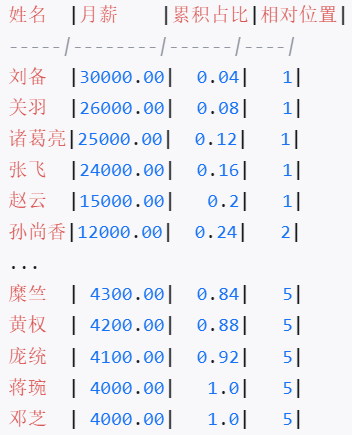 姓名  |月薪    |累积占比|相对位置|
-----/--------/------/----/
刘备  |30000.00|  0.04|   1|
关羽  |26000.00|  0.08|   1|
诸葛亮|25000.00|  0.12|   1|
张飞  |24000.00|  0.16|   1|
赵云  |15000.00|   0.2|   1|
孙尚香|12000.00|  0.24|   2|
...
糜竺  | 4300.00|  0.84|   5|
黄权  | 4200.00|  0.88|   5|
庞统  | 4100.00|  0.92|   5|
蒋琬  | 4000.00|   1.0|   5|
邓芝  | 4000.00|   1.0|   5|